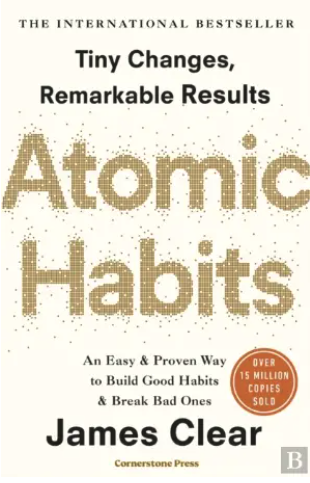 THE INTERNATIONAL BESTSELLER
Tiny Changes,
Remarkable Results
Atomic
Habits
An Easy & Proven Way
to Build Good Habits
& Break Bad Ones
OVER
15 MILLION
COPIES
SOLD
James Clear
Cornerstone Press
B